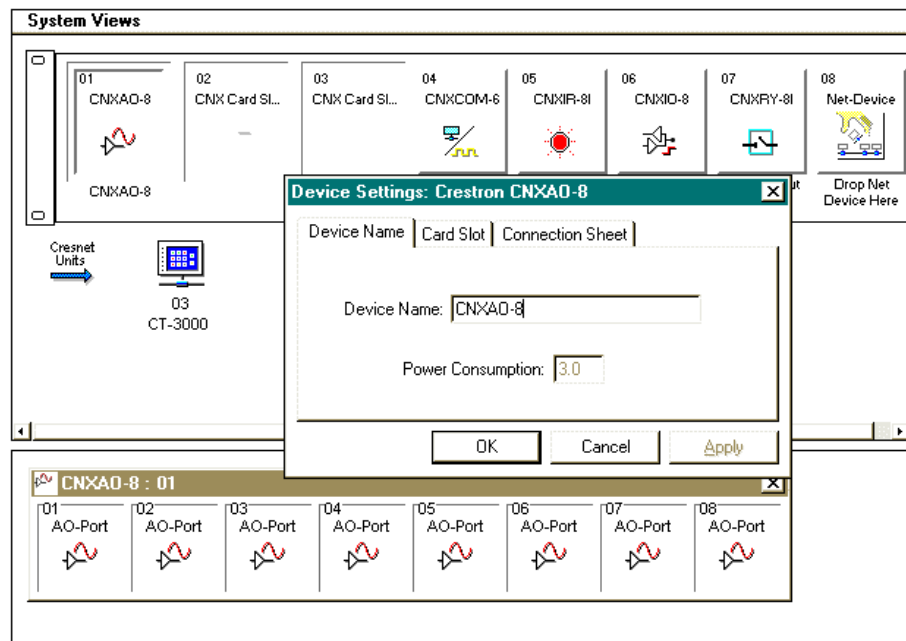 System Views
01
CNXAO-8
CNXAO-8
02
CNX Card Sl...
03
CNX Card Sl...
04
CNXCOM-6
05
CNXIR-8I
06
CNXIO-8
07
CNXRY-8I
ut
08
Net-Device
Drop Net
Device Here
Cresnet
Units
03
CT-3000
Device Settings: Crestron CNXAO-8
Device Name
Card Slot
Connection Sheet
Device Name: CNXAO-8
Power Consumption: 3.0
OK
Cancel
Apply
CNXAO-8 : 01
01
AO-Port
02
AO-Port
03
AO-Port
04
AO-Port
05
AO-Port
06
AO-Port
07
AO-Port
08
AO-Port